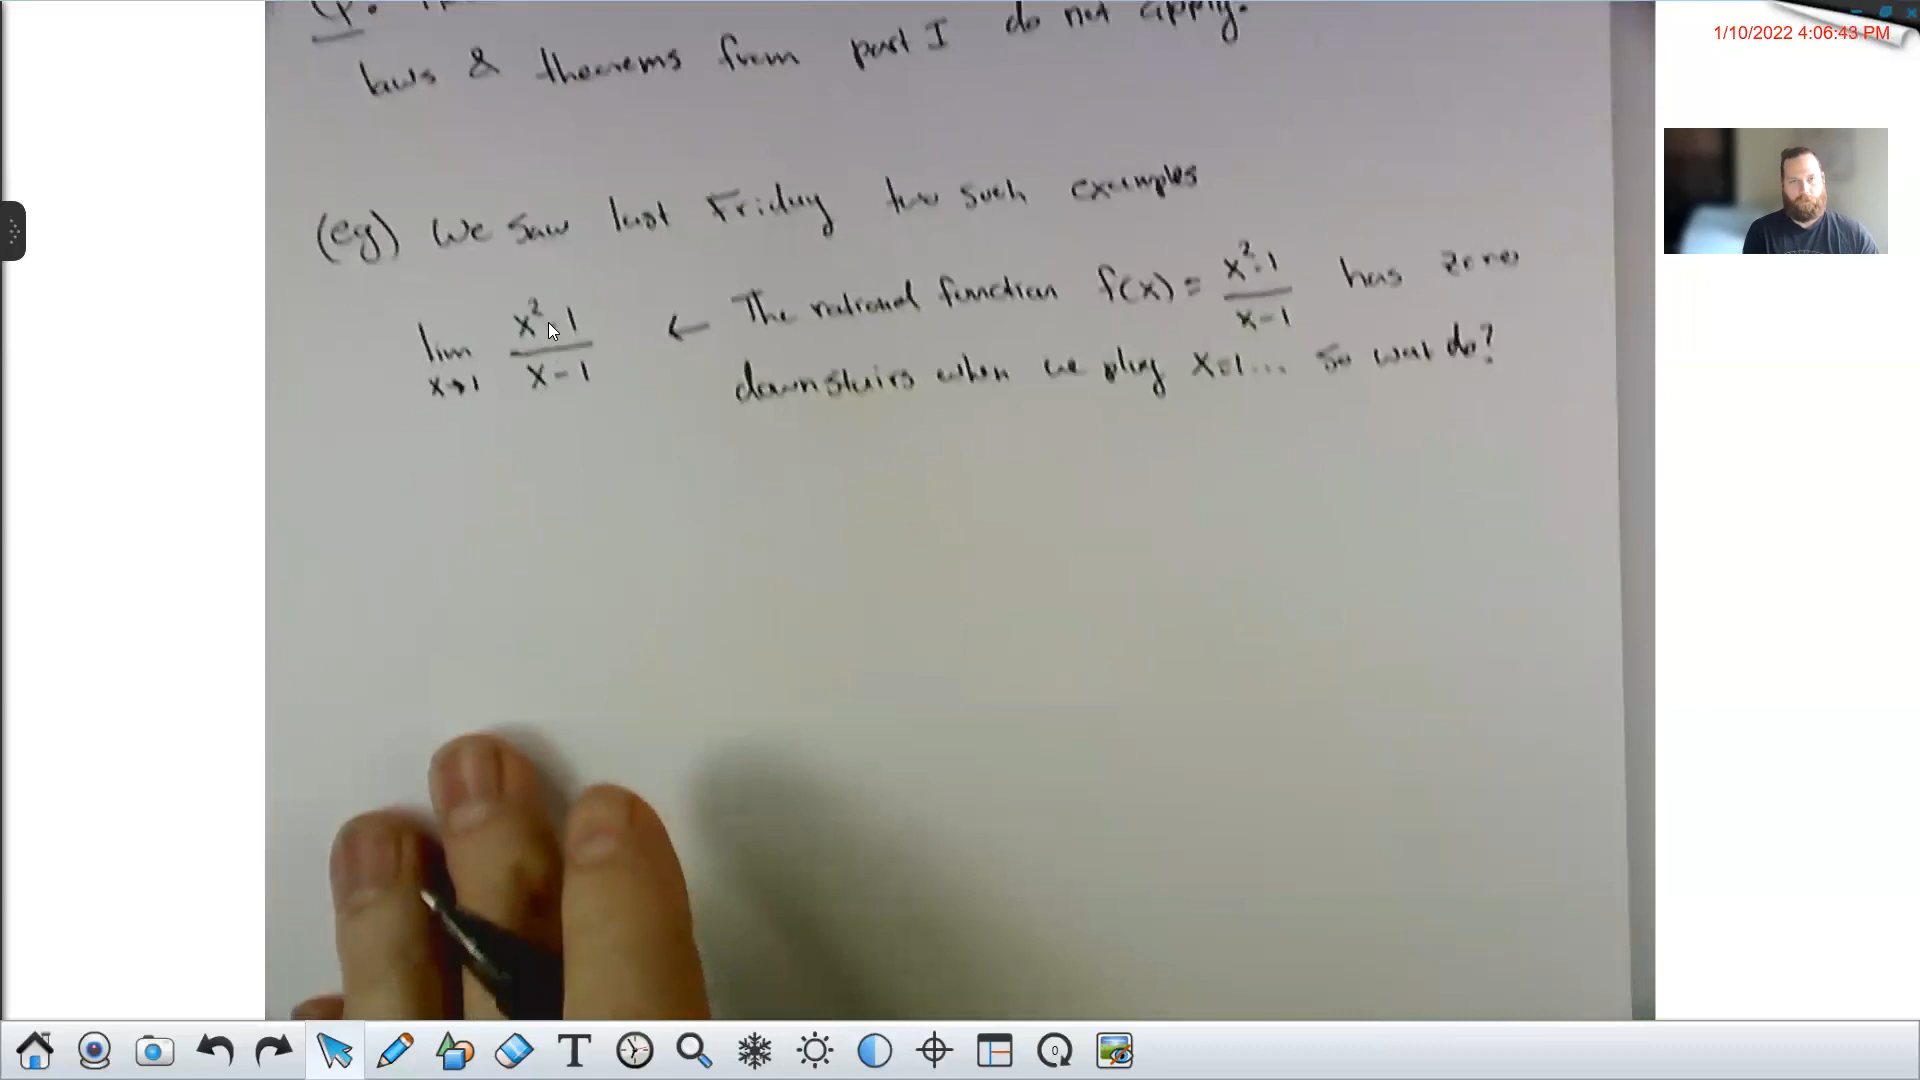 laws & theorems from part I do not apply.
1/10/2022 4:06:43 PM
(eg) We saw last Friday two such examples
lim x→1 x²-1 / x-1 ← The rational function f(x) = x²-1 / x-1 has zero
downstairs when we plug x=1... so wat do?
T
0